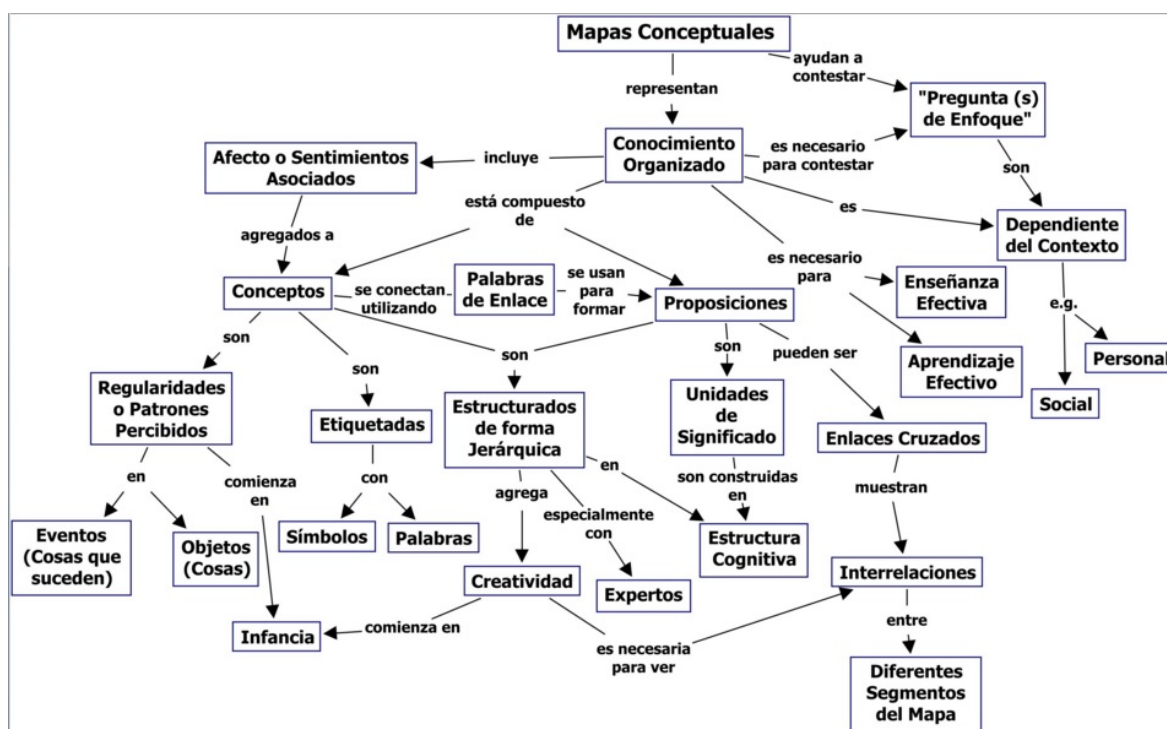 Mapas Conceptuales
ayudan a
contestar
representan
"Pregunta (s)
de Enfoque"
Conocimiento
Organizado
es necesario
para contestar
incluye
Afecto o Sentimientos
Asociados
son
está compuesto
de
es
Dependiente
del Contexto
agregados a
es necesario
para
Conceptos
se conectan
utilizando
Palabras
de Enlace
se usan
para
formar
Proposiciones
Enseñanza
Efectiva
e.g.
son
son
son
son
pueden ser
Aprendizaje
Efectivo
Personal
Social
Regularidades
o Patrones
Percibidos
Etiquetadas
Estructurados
de forma
Jerárquica
Unidades
de
Significado
Enlaces Cruzados
en
comienza
en
con
agrega
especialmente
con
en
son construidas
en
muestran
Eventos
(Cosas que
suceden)
Objetos
(Cosas)
Símbolos
Palabras
Creatividad
Expertos
Estructura
Cognitiva
Interrelaciones
Infancia
comienza en
es necesaria
para ver
entre
Diferentes
Segmentos
del Mapa